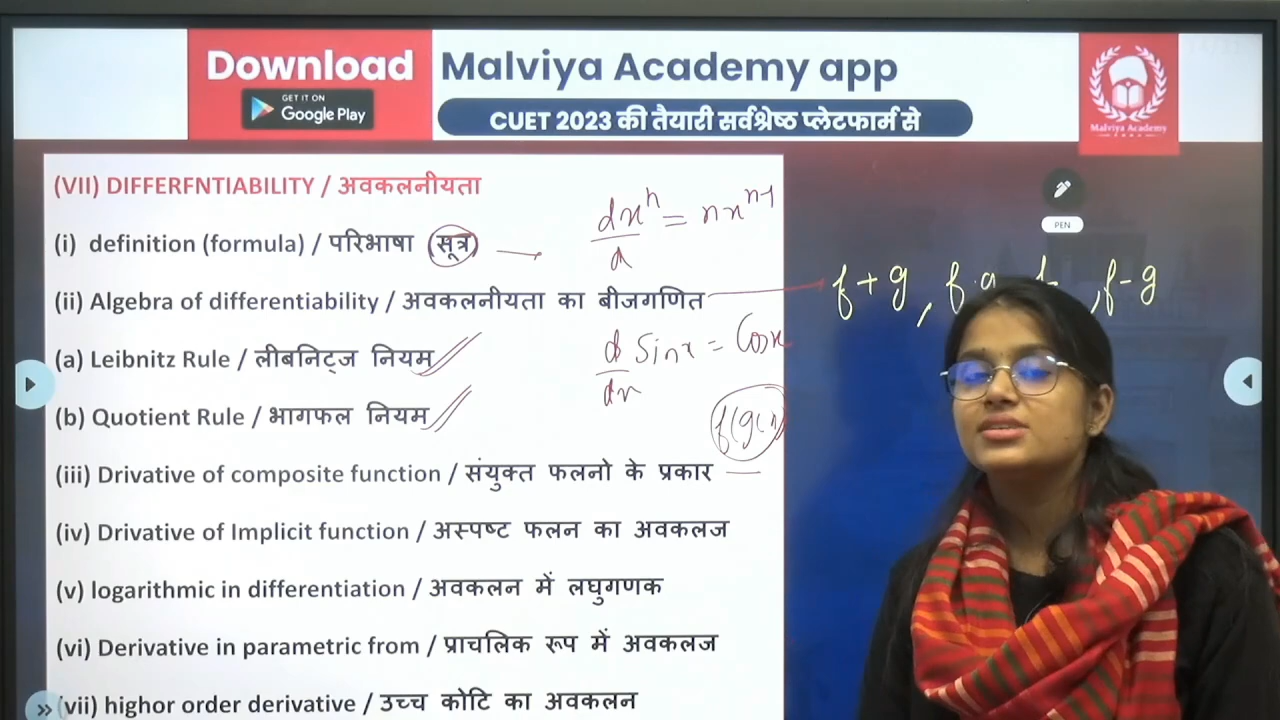 Download Malviya Academy app
GET IT ON
Google Play
CUET 2023 की तैयारी सर्वश्रेष्ठ प्लेटफार्म से
Malviya Academy
(VII) DIFFERFNTIABILITY / अवकलनीयता
dxⁿ/d = nxⁿ⁻¹
PEN
(i) definition (formula) / परिभाषा (सूत्र)
(ii) Algebra of differentiability / अवकलनीयता का बीजगणित
f+g, f·g, f-g
(a) Leibnitz Rule / लीबनिट्ज नियम
d/dx Sinx = Cosx
(b) Quotient Rule / भागफल नियम
(iii) Drivative of composite function / संयुक्त फलनो के प्रकार
(iv) Drivative of Implicit function / अस्पष्ट फलन का अवकलज
(v) logarithmic in differentiation / अवकलन में लघुगणक
(vi) Derivative in parametric from / प्राचलिक रूप में अवकलज
(vii) highor order derivative / उच्च कोटि का अवकलन